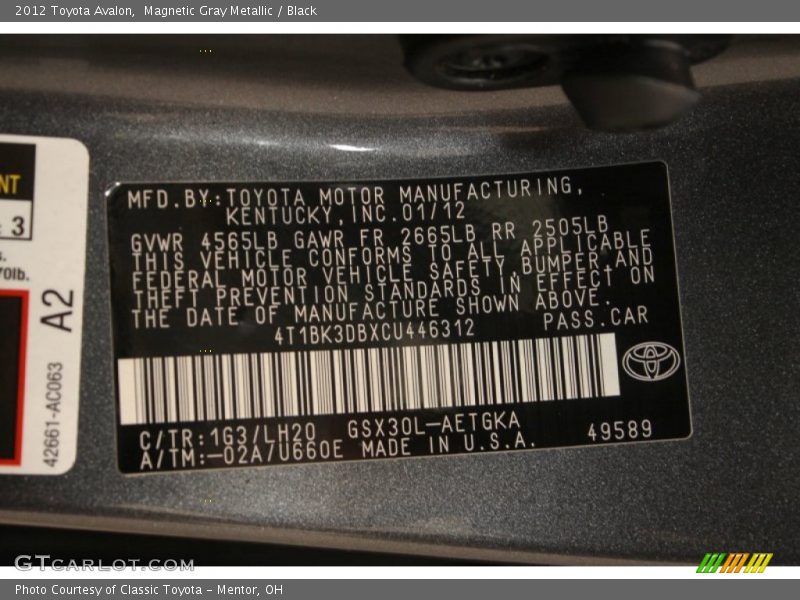 2012 Toyota Avalon,  Magnetic Gray Metallic / Black
NT
3
70lb.
A2
42661-AC063
MFD.BY:TOYOTA MOTOR MANUFACTURING,
KENTUCKY,INC.01/12
GVWR 4565LB GAWR FR 2665LB RR 2505LB
THIS VEHICLE CONFORMS TO ALL APPLICABLE
FEDERAL MOTOR VEHICLE SAFETY,BUMPER AND
THEFT PREVENTION STANDARDS IN EFFECT ON
THE DATE OF MANUFACTURE SHOWN ABOVE.
4T1BK3DBXCU446312 PASS.CAR
C/TR:1G3/LH20 GSX30L-AETGKA
A/TM:-02A/U660E MADE IN U.S.A. 49589
GTCARLOT.COM
Photo Courtesy of Classic Toyota - Mentor, OH